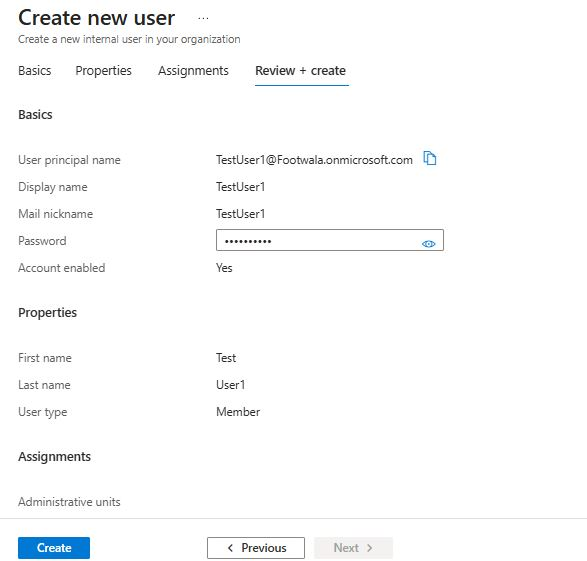 Create new user ...
Create a new internal user in your organization
Basics Properties Assignments Review + create
Basics
User principal name TestUser1@Footwala.onmicrosoft.com
Display name TestUser1
Mail nickname TestUser1
Password ••••••••••
Account enabled Yes
Properties
First name Test
Last name User1
User type Member
Assignments
Administrative units
Create < Previous Next >